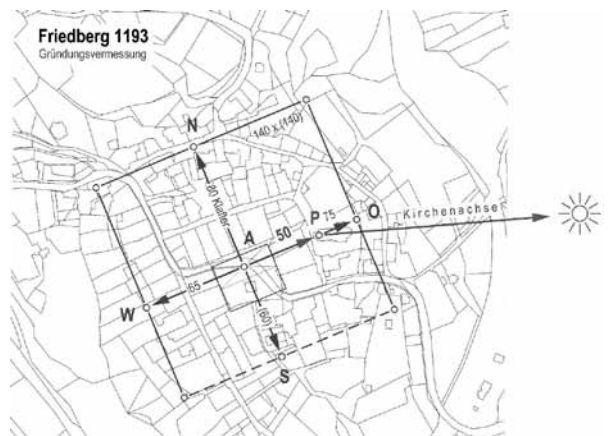 Friedberg 1193
Gründungsvermessung
N
140 x (140)
80 Klafter
P 75 O
Kirchenachse
A 50
65
W
(60)
S